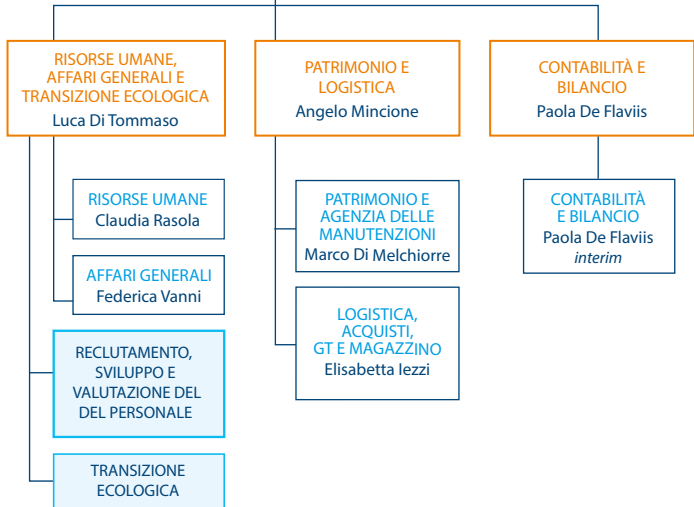 RISORSE UMANE,
AFFARI GENERALI E
TRANSIZIONE ECOLOGICA
Luca Di Tommaso
PATRIMONIO E
LOGISTICA
Angelo Mincione
CONTABILITÀ E
BILANCIO
Paola De Flaviis
RISORSE UMANE
Claudia Rasola
AFFARI GENERALI
Federica Vanni
RECLUTAMENTO,
SVILUPPO E
VALUTAZIONE DEL
DEL PERSONALE
TRANSIZIONE
ECOLOGICA
PATRIMONIO E
AGENZIA DELLE
MANUTENZIONI
Marco Di Melchiorre
LOGISTICA,
ACQUISTI,
GT E MAGAZZINO
Elisabetta Iezzi
CONTABILITÀ
E BILANCIO
Paola De Flaviis
interim